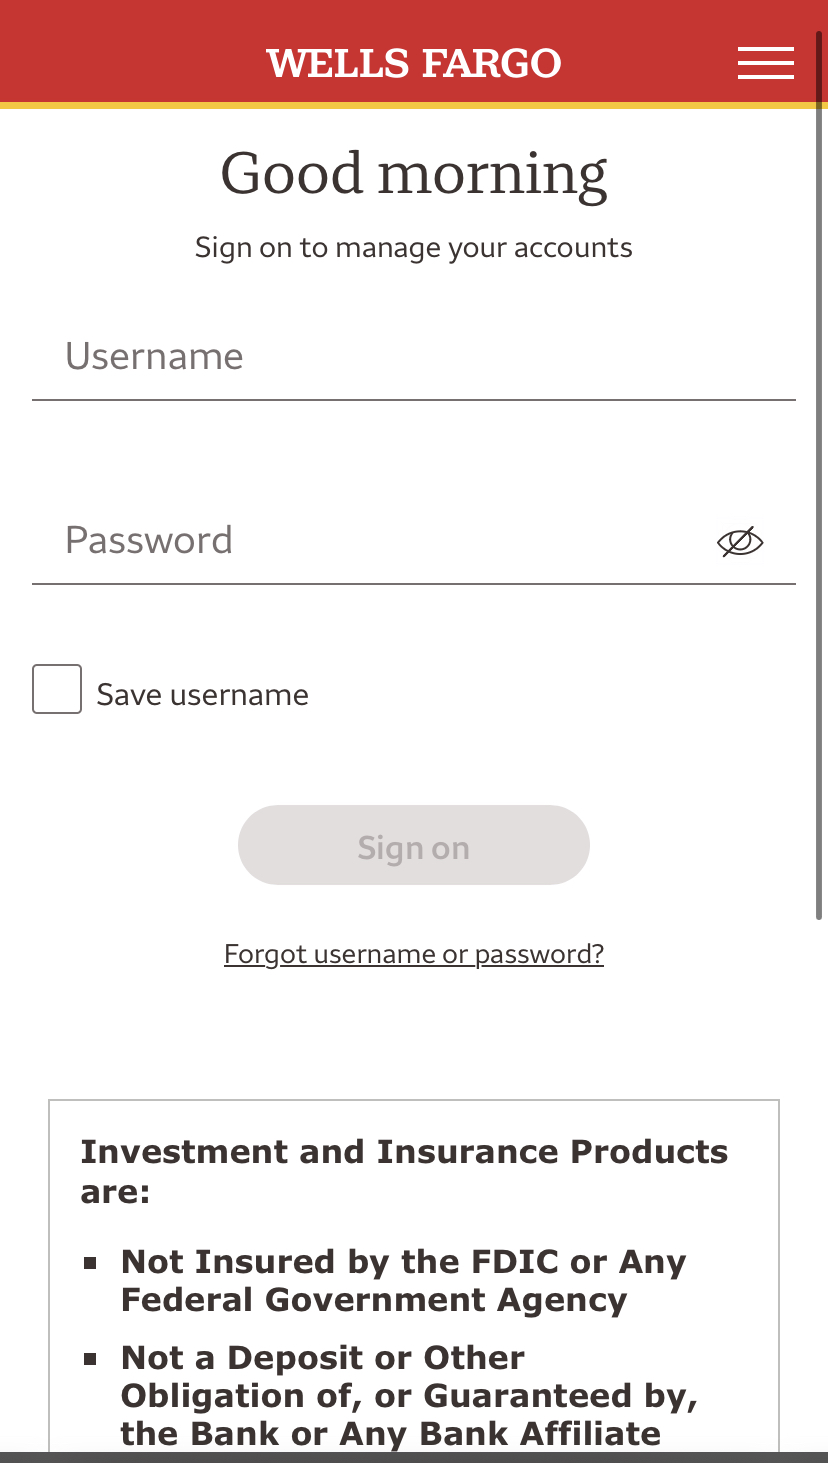 WELLS FARGO
Good morning
Sign on to manage your accounts
Username
Password
Save username
Sign on
Forgot username or password?
Investment and Insurance Products
are:
Not Insured by the FDIC or Any
Federal Government Agency
Not a Deposit or Other
Obligation of, or Guaranteed by,
the Bank or Any Bank Affiliate